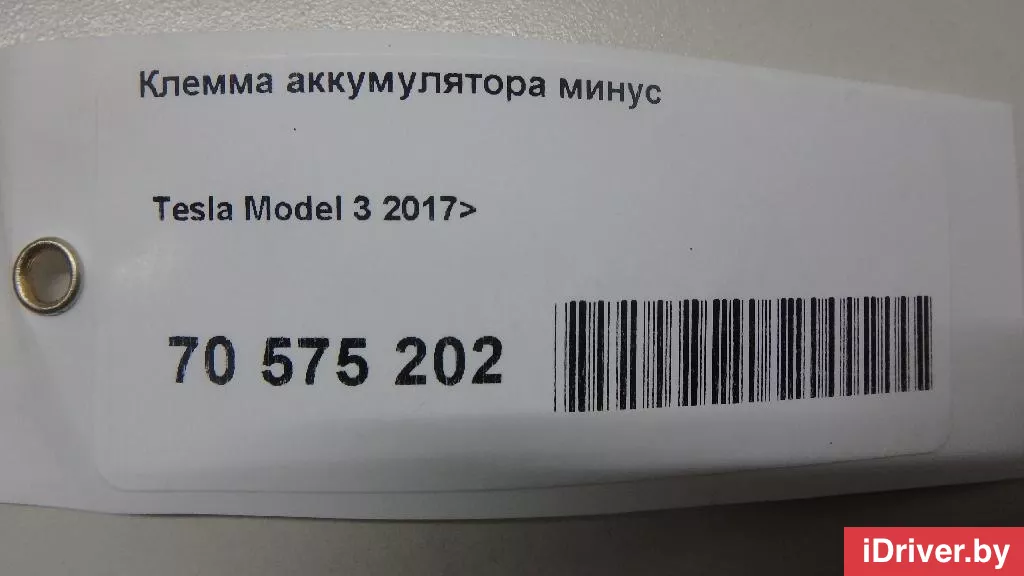 Клемма аккумулятора минус
Tesla Model 3 2017>
70 575 202
iDriver.by